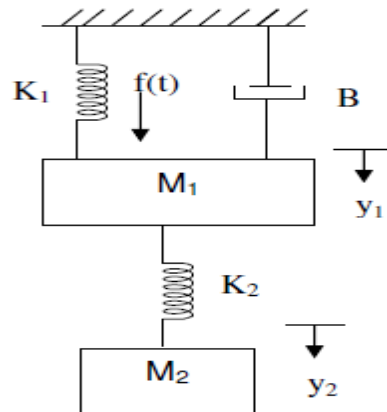 K₁
f(t)
B
M₁
y₁
K₂
M₂
y₂